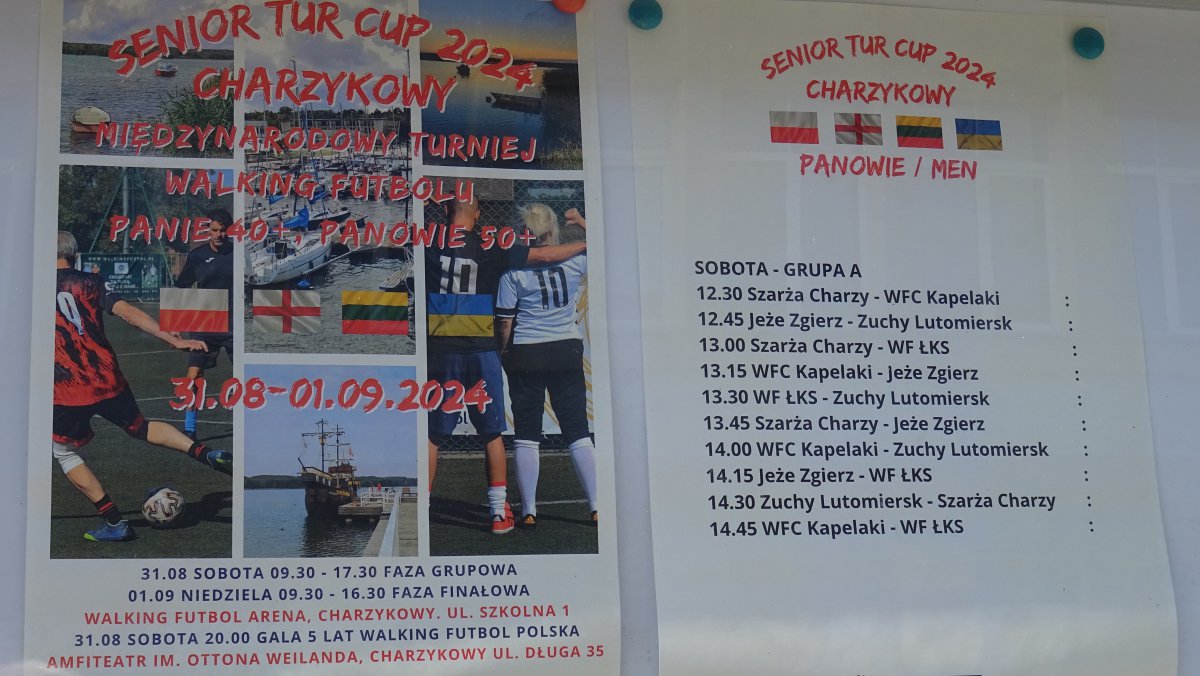 SENIOR TUR CUP 2024
CHARZYKOWY
MIĘDZYNARODOWY TURNIEJ
WALKING FUTBOLU
PANIE 40+, PANOWIE 50+
9
10
10
31.08-01.09.2024
31.08 SOBOTA 09.30 - 17.30 FAZA GRUPOWA
01.09 NIEDZIELA 09.30 - 16.30 FAZA FINAŁOWA
WALKING FUTBOL ARENA, CHARZYKOWY. UL. SZKOLNA 1
31.08 SOBOTA 20.00 GALA 5 LAT WALKING FUTBOL POLSKA
AMFITEATR IM. OTTONA WEILANDA, CHARZYKOWY UL. DŁUGA 35
SENIOR TUR CUP 2024
CHARZYKOWY
PANOWIE / MEN
SOBOTA - GRUPA A
12.30 Szarża Charzy - WFC Kapelaki :
12.45 Jeże Zgierz - Zuchy Lutomiersk :
13.00 Szarża Charzy - WF ŁKS :
13.15 WFC Kapelaki - Jeże Zgierz :
13.30 WF ŁKS - Zuchy Lutomiersk :
13.45 Szarża Charzy - Jeże Zgierz :
14.00 WFC Kapelaki - Zuchy Lutomiersk :
14.15 Jeże Zgierz - WF ŁKS :
14.30 Zuchy Lutomiersk - Szarża Charzy :
14.45 WFC Kapelaki - WF ŁKS :